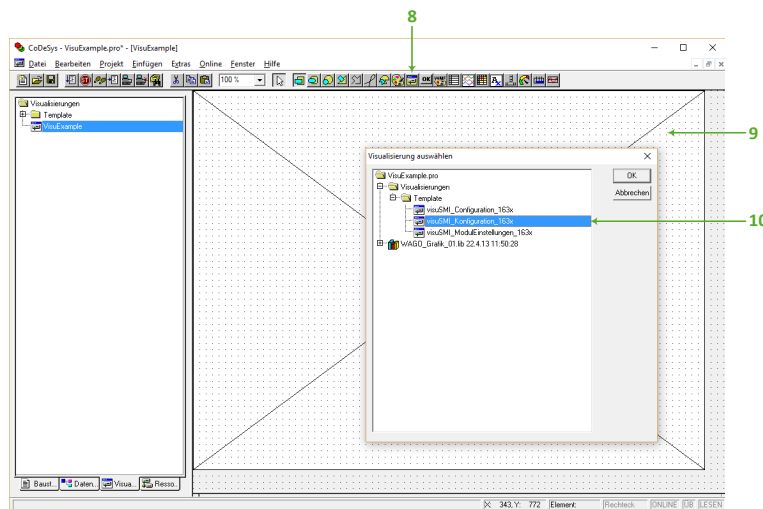 8
CoDeSys - VisuExample.pro* - [VisuExample]
Datei Bearbeiten Projekt Einfügen Extras Online Fenster Hilfe
100 %
OK
Visualisierungen
Template
VisuExample
9
Visualisierung auswählen
VisuExample.pro
OK
Visualisierungen
Abbrechen
Template
visuSMI_Configuration_163x
visuSMI_Konfiguration_163x
10
visuSMI_ModulEinstellungen_163x
WAGO_Grafik_01.lib 22.4.13 11:50:28
Baust... Daten... Visua... Resso...
X: 343, Y: 772 Element: Rechteck ONLINE ÜB LESEN